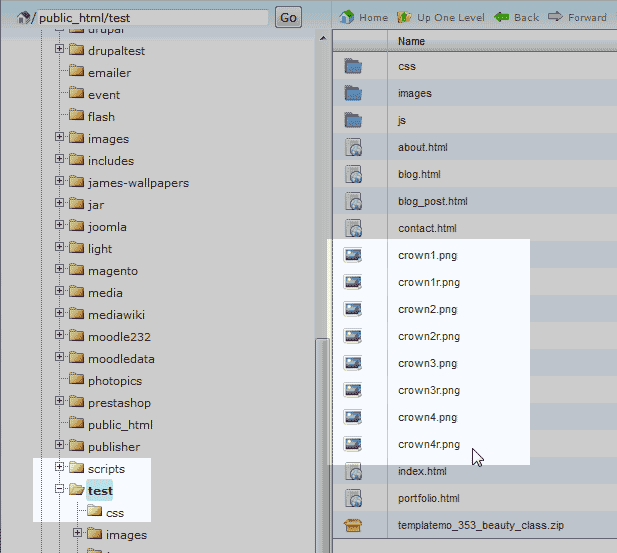 / /public_html/test Go
drupal
drupaltest
emailer
event
flash
images
includes
james-wallpapers
jar
joomla
light
magento
media
mediawiki
moodle232
moodledata
photopics
prestashop
public_html
publisher
scripts
test
css
images
Home Up One Level Back Forward
Name
css
images
js
about.html
blog.html
blog_post.html
contact.html
crown1.png
crown1r.png
crown2.png
crown2r.png
crown3.png
crown3r.png
crown4.png
crown4r.png
index.html
portfolio.html
templatemo_353_beauty_class.zip